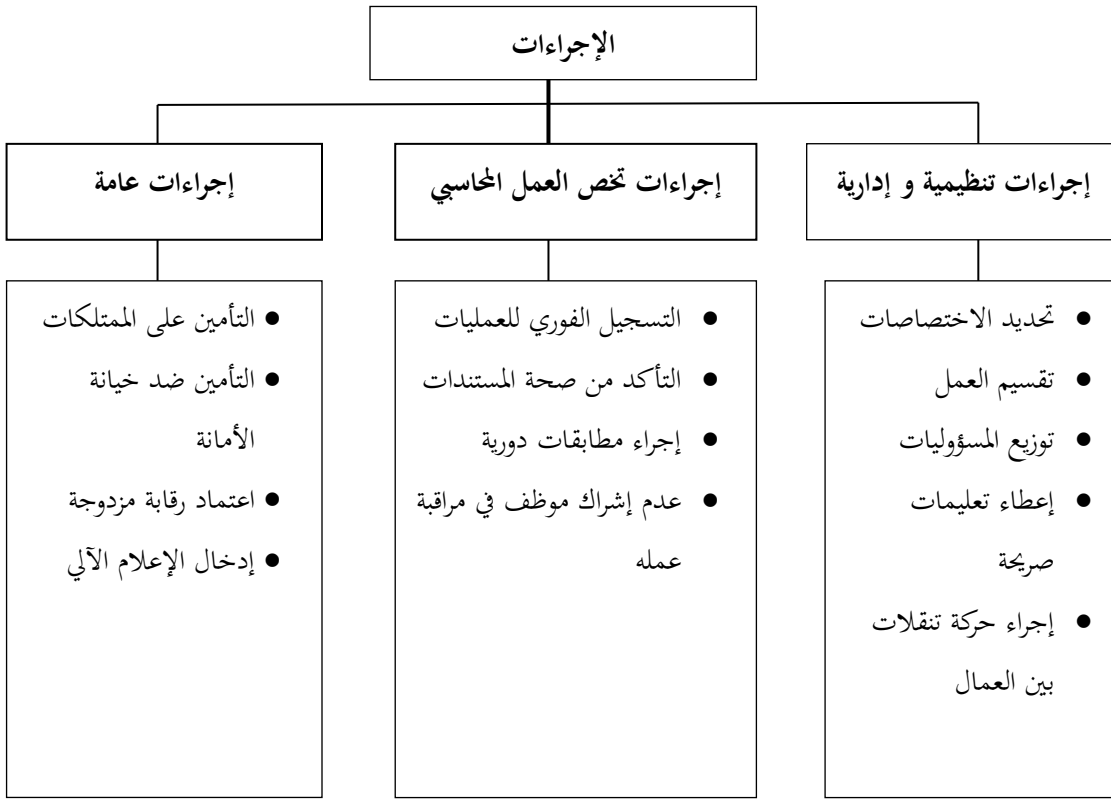 الإجراءات
إجراءات تنظيمية و إدارية
إجراءات تخص العمل المحاسبي
إجراءات عامة
● تحديد الاختصاصات
● تقسيم العمل
● توزيع المسؤوليات
● إعطاء تعليمات
صريحة
● إجراء حركة تنقلات
بين العمال
● التسجيل الفوري للعمليات
● التأكد من صحة المستندات
● إجراء مطابقات دورية
● عدم إشراك موظف في مراقبة
عمله
● التأمين على الممتلكات
● التأمين ضد خيانة
الأمانة
● اعتماد رقابة مزدوجة
● إدخال الإعلام الآلي